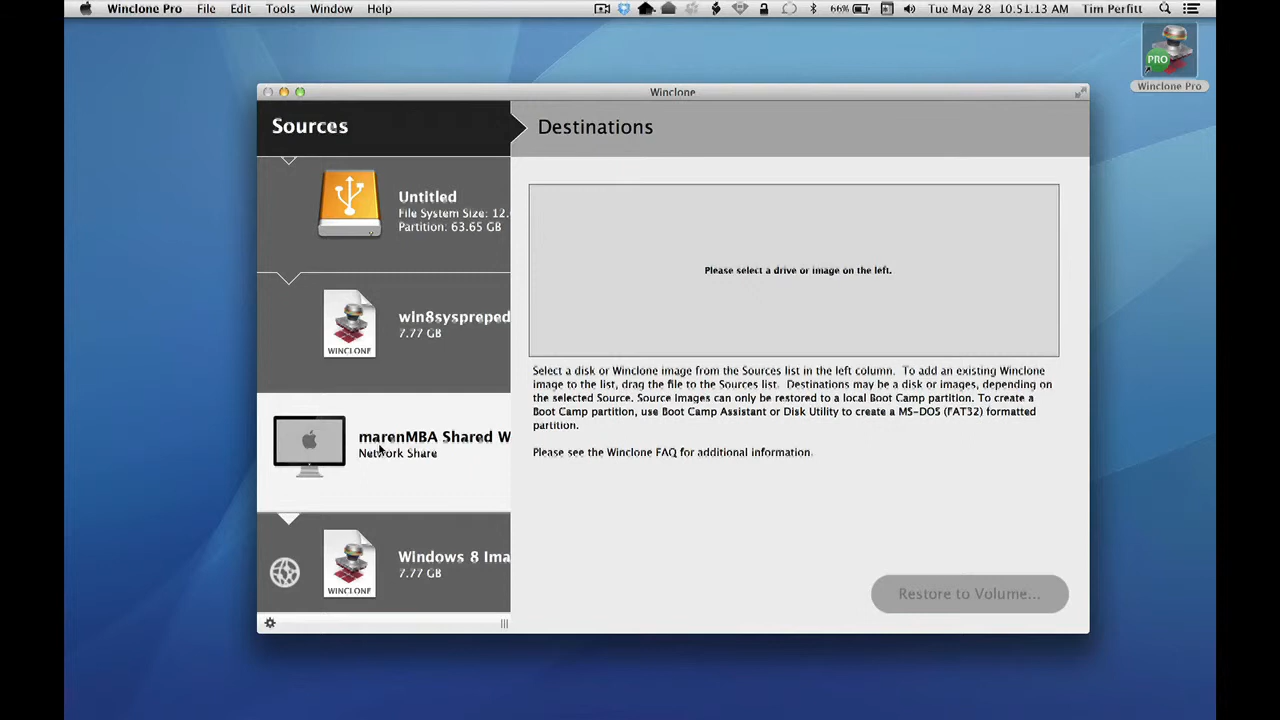 Winclone Pro File Edit Tools Window Help
66% Tue May 28 10.51.13 AM Tim Perfitt
PRO
Winclone Pro
Winclone
Sources
Destinations
Untitled
File System Size: 12.
Partition: 63.65 GB
Please select a drive or image on the left.
win8syspreped
7.77 GB
WINCLONE
Select a disk or Winclone image from the Sources list in the left column. To add an existing Winclone
image to the list, drag the file to the Sources list. Destinations may be a disk or images, depending on
the selected Source. Source images can only be restored to a local Boot Camp partition. To create a
Boot Camp partition, use Boot Camp Assistant or Disk Utility to create a MS-DOS (FAT32) formatted
partition.
Please see the Winclone FAQ for additional information.
marenMBA Shared W
Network Share
Windows 8 Ima
7.77 GB
WINCLONE
Restore to Volume...